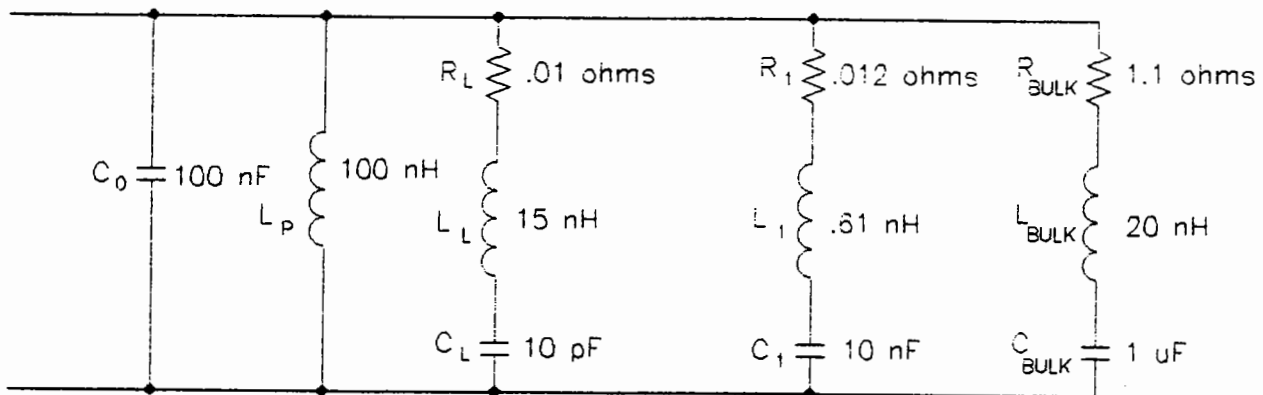 R_L .01 ohms
R_1 .012 ohms
R_BULK 1.1 ohms
C_0 100 nF
100 nH
L_P
L_L 15 nH
L_1 .61 nH
L_BULK 20 nH
C_L 10 pF
C_1 10 nF
C_BULK 1 uF